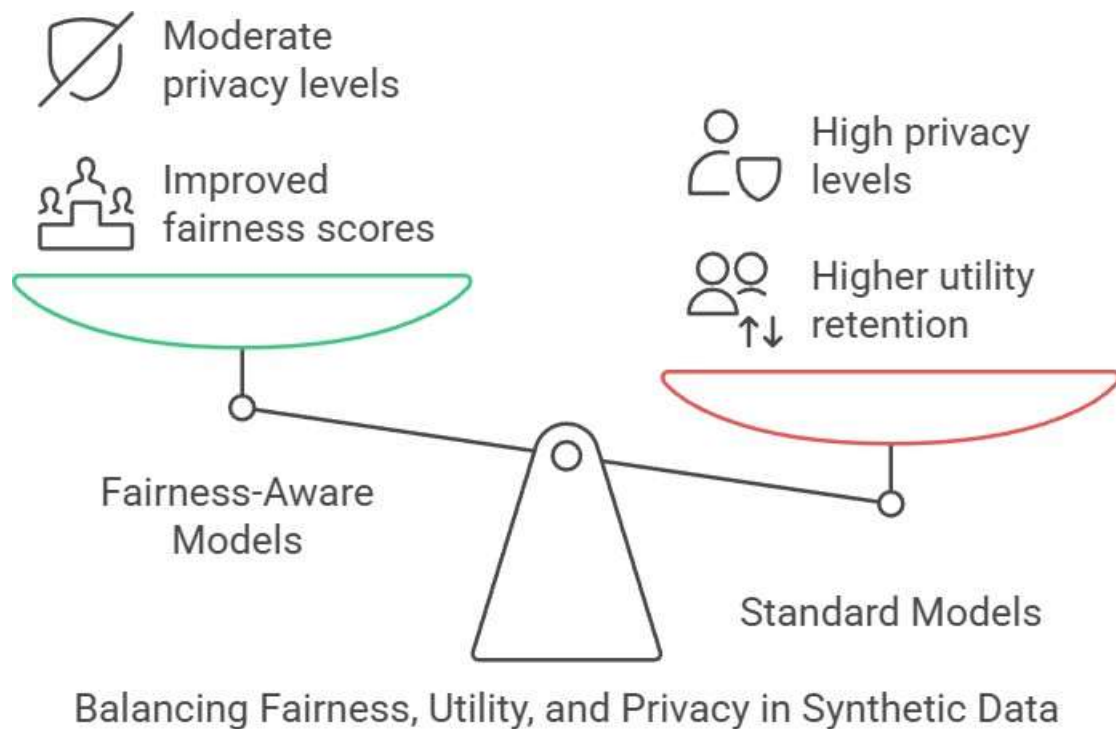 Moderate
privacy levels
Improved
fairness scores
High privacy
levels
Higher utility
retention
Fairness-Aware
Models
Standard Models
Balancing Fairness, Utility, and Privacy in Synthetic Data